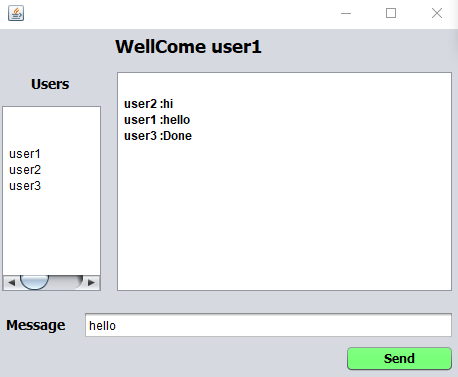 WellCome user1
Users
user1
user2
user3
user2 :hi
user1 :hello
user3 :Done
Message
hello
Send